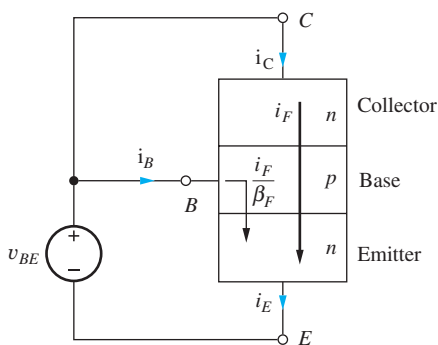 C
i_C
i_F n Collector
i_B
i_F
β_F
p Base
B
+
v_BE
−
n Emitter
i_E
E